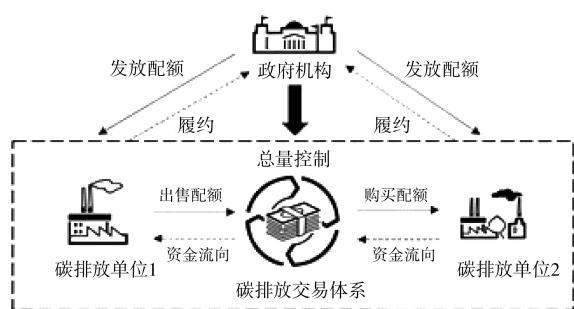 政府机构
发放配额
发放配额
履约
履约
总量控制
出售配额
购买配额
资金流向
资金流向
碳排放单位1
碳排放交易体系
碳排放单位2